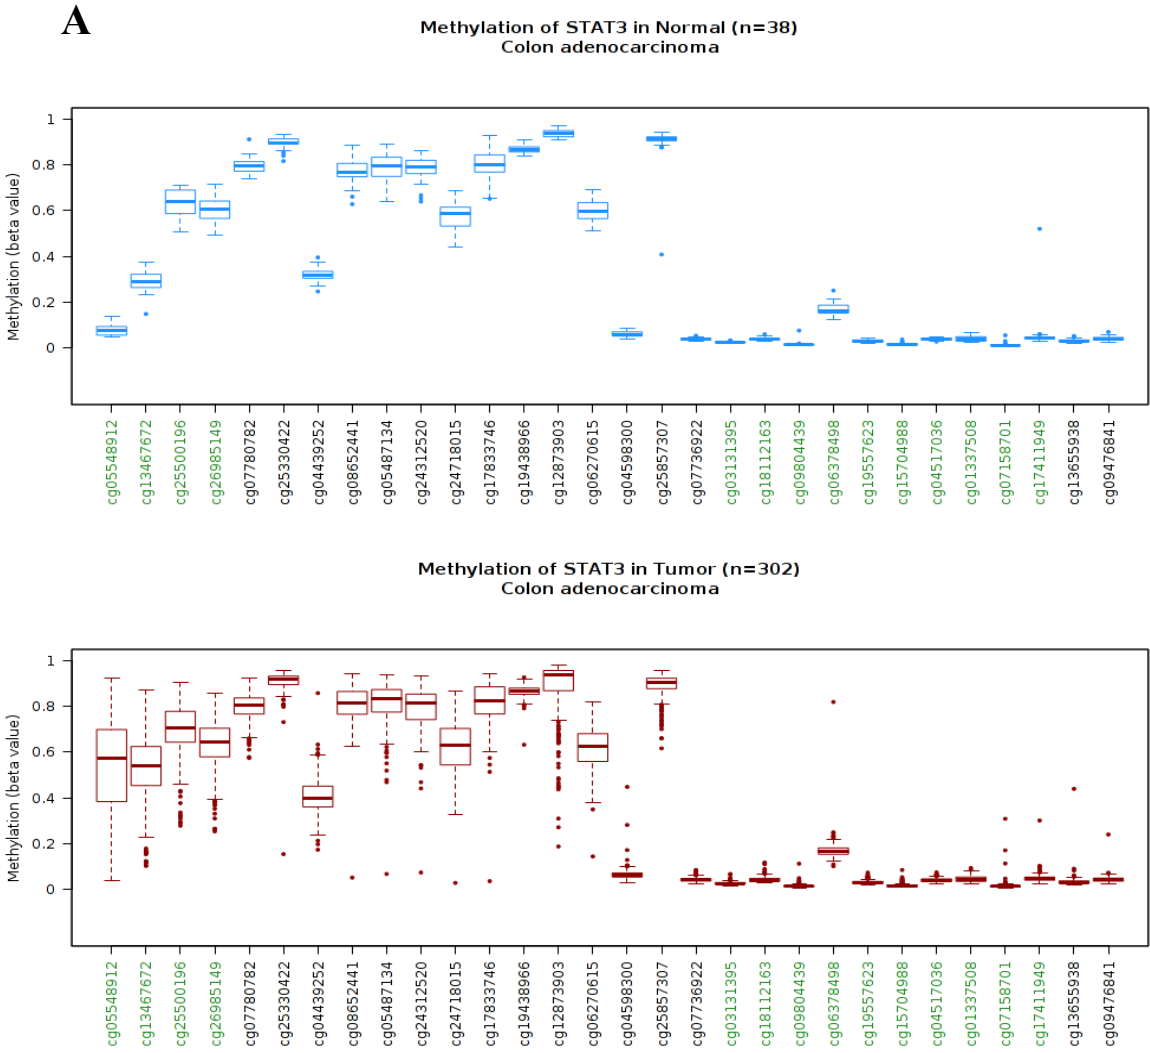 A
Methylation of STAT3 in Normal (n=38)
Colon adenocarcinoma
Methylation (beta value)
1
0.8
0.6
0.4
0.2
0
cg05548912
cg13467672
cg25500196
cg26985149
cg07780782
cg25330422
cg04439252
cg08652441
cg05487134
cg24312520
cg24718015
cg17833746
cg19438966
cg12873903
cg06270615
cg04598300
cg25857307
cg07736922
cg03131395
cg18112163
cg09804439
cg06378498
cg19557623
cg15704988
cg04517036
cg01337508
cg07158701
cg17411949
cg13655938
cg09476841
Methylation of STAT3 in Tumor (n=302)
Colon adenocarcinoma
Methylation (beta value)
1
0.8
0.6
0.4
0.2
0
cg05548912
cg13467672
cg25500196
cg26985149
cg07780782
cg25330422
cg04439252
cg08652441
cg05487134
cg24312520
cg24718015
cg17833746
cg19438966
cg12873903
cg06270615
cg04598300
cg25857307
cg07736922
cg03131395
cg18112163
cg09804439
cg06378498
cg19557623
cg15704988
cg04517036
cg01337508
cg07158701
cg17411949
cg13655938
cg09476841